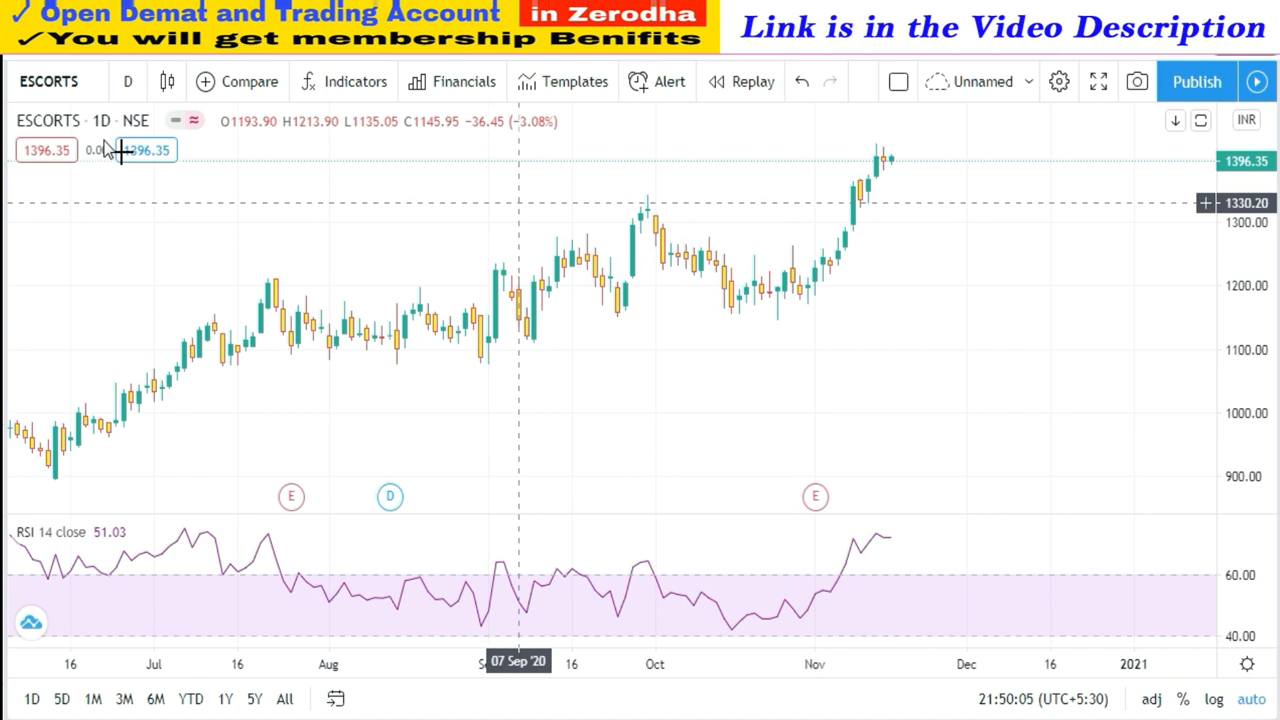 ✓ Open Demat and Trading Account in Zerodha
✓You will get membership Benifits
Link is in the Video Description
ESCORTS D Compare Indicators Financials Templates Alert Replay Unnamed Publish
ESCORTS · 1D · NSE O1193.90 H1213.90 L1135.05 C1145.95 −36.45 (−3.08%) INR
1396.35 1396.35
1396.35
1330.20
1300.00
1200.00
1100.00
1000.00
900.00
E D E
RSI 14 close 51.03
60.00
40.00
16 Jul 16 Aug 07 Sep '20 16 Oct Nov Dec 16 2021
1D 5D 1M 3M 6M YTD 1Y 5Y All 21:50:05 (UTC+5:30) adj % log auto